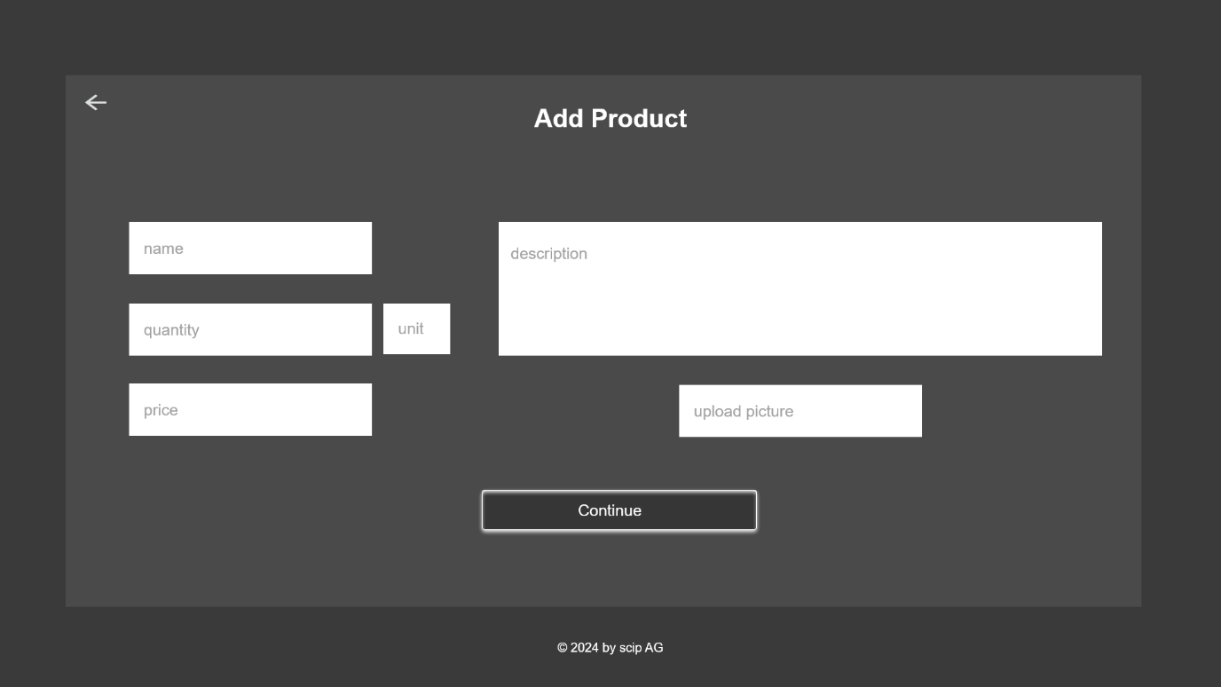 Add Product
name
description
quantity
unit
price
upload picture
Continue
© 2024 by scip AG